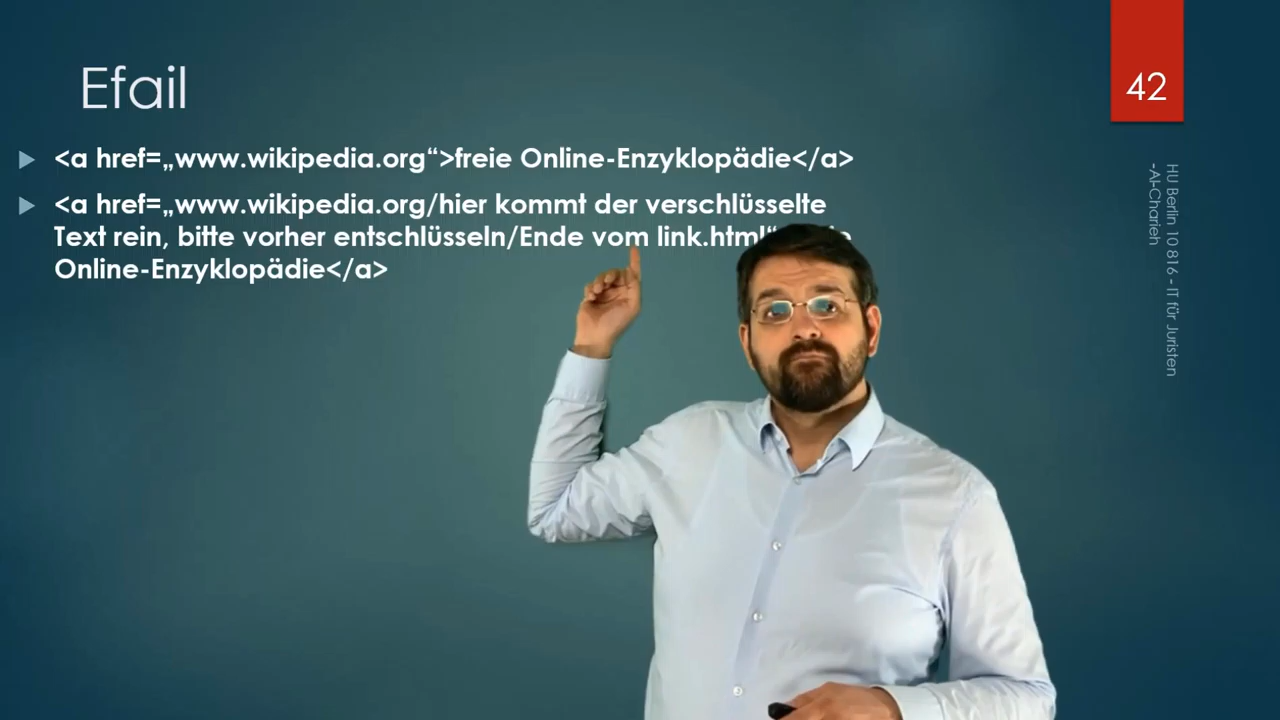 Efail
42
<a href=„www.wikipedia.org“>freie Online-Enzyklopädie</a>
<a href=„www.wikipedia.org/hier kommt der verschlüsselte
Text rein, bitte vorher entschlüsseln/Ende vom link.html“
Online-Enzyklopädie</a>
HU Berlin 10 816 - IT für Juristen
-Al-Charieh